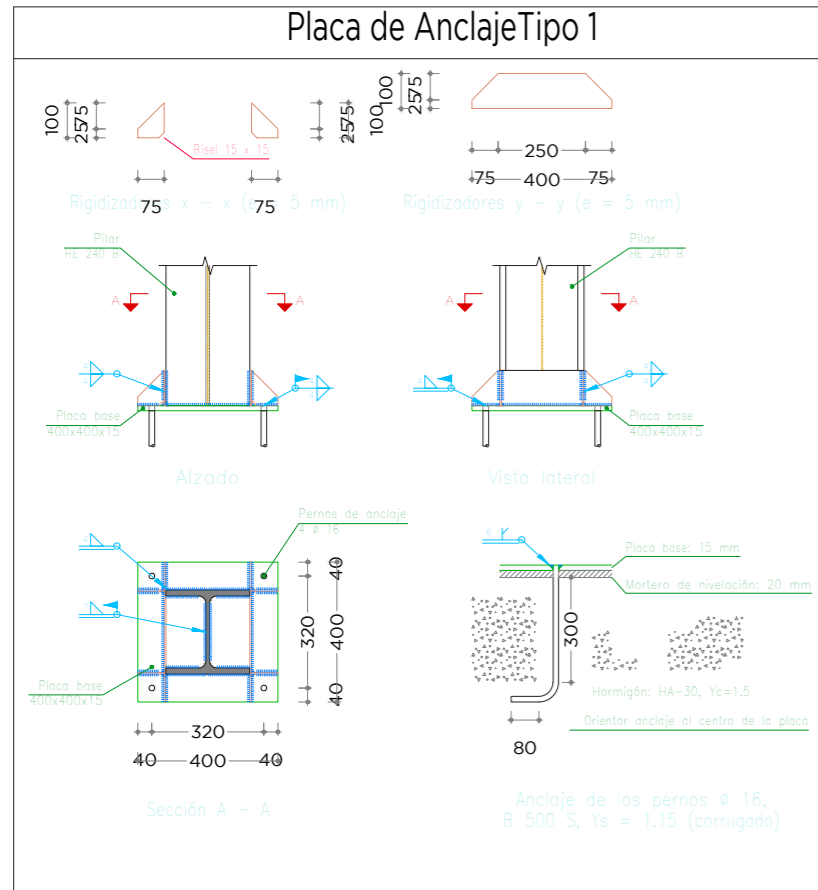 Placa de AnclajeTipo 1
100
25
75
25
75
100
Bisel 15 x 15
75
75
Rigidizadores x - x (e = 5 mm)
100
25
75
250
75
400
75
Rigidizadores y - y (e = 5 mm)
Pilar
HE 240 B
A
A
Placa base
400x400x15
Alzado
Pilar
HE 240 B
A
A
Placa base
400x400x15
Vista lateral
Pernos de anclaje
4 ø 16
Placa base
400x400x15
40
320
400
40
320
40
400
40
Sección A - A
6
Placa base: 15 mm
Mortero de nivelación: 20 mm
300
Hormigón: HA-30, Yc=1.5
Orientar anclaje al centro de la placa
80
Anclaje de los pernos ø 16,
B 500 S, Ys = 1.15 (corrugado)